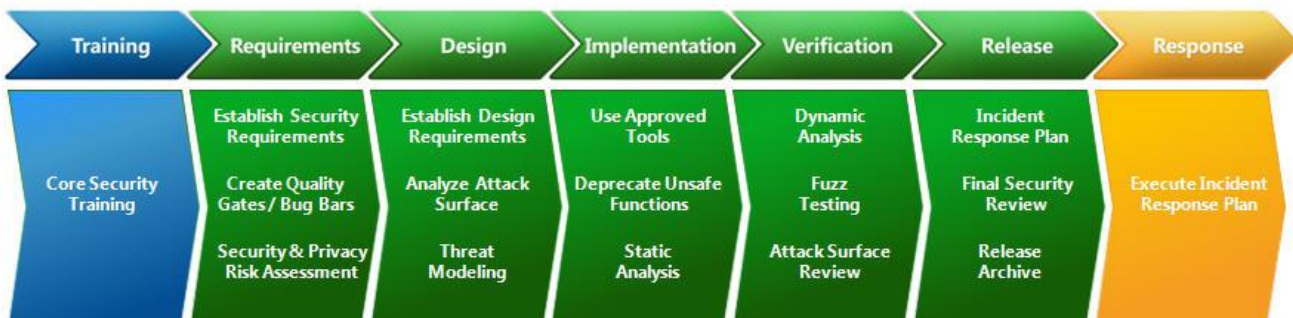 Training
Requirements
Design
Implementation
Verification
Release
Response
Core Security
Training
Establish Security
Requirements
Create Quality
Gates / Bug Bars
Security & Privacy
Risk Assessment
Establish Design
Requirements
Analyze Attack
Surface
Threat
Modeling
Use Approved
Tools
Deprecate Unsafe
Functions
Static
Analysis
Dynamic
Analysis
Fuzz
Testing
Attack Surface
Review
Incident
Response Plan
Final Security
Review
Release
Archive
Execute Incident
Response Plan